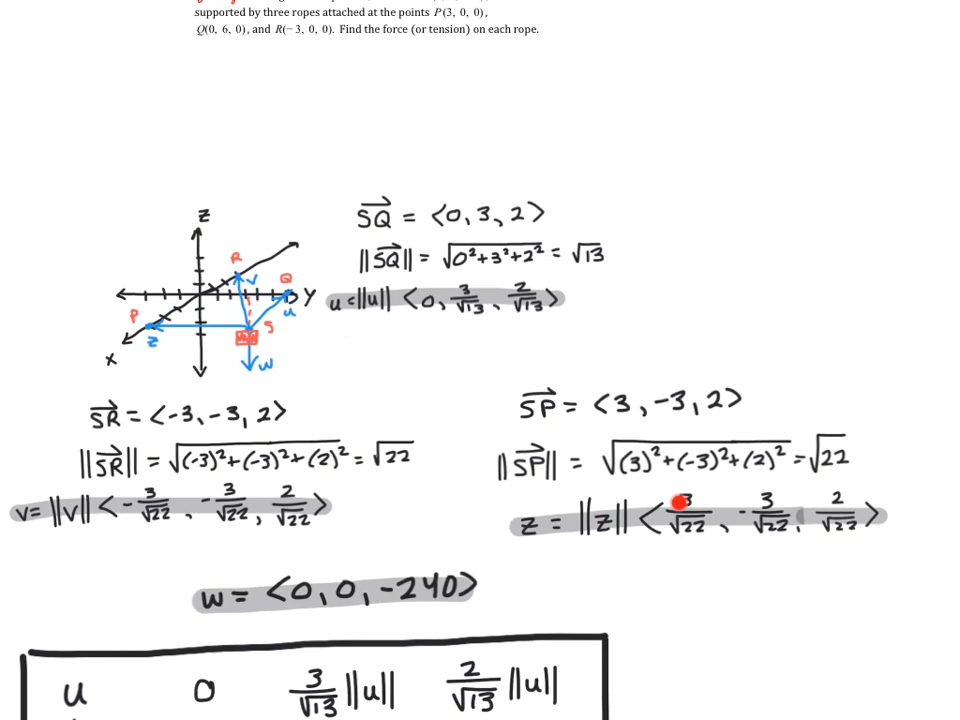 supported by three ropes attached at the points P(3, 0, 0),
Q(0, 6, 0), and R(−3, 0, 0). Find the force (or tension) on each rope.
Z
R
V
Q
Y
u
P
S
Z
W
X
SQ = <0, 3, 2>
||SQ|| = √0²+3²+2² = √13
u = ||u|| <0, 3/√13, 2/√13>
SR = <-3, -3, 2>
||SR|| = √(-3)²+(-3)²+(2)² = √22
v = ||v|| <-3/√22, -3/√22, 2/√22>
SP = <3, -3, 2>
||SP|| = √(3)²+(-3)²+(2)² = √22
z = ||z|| <3/√22, -3/√22, 2/√22>
w = <0, 0, -240>
u 0 3/√13 ||u|| 2/√13 ||u||